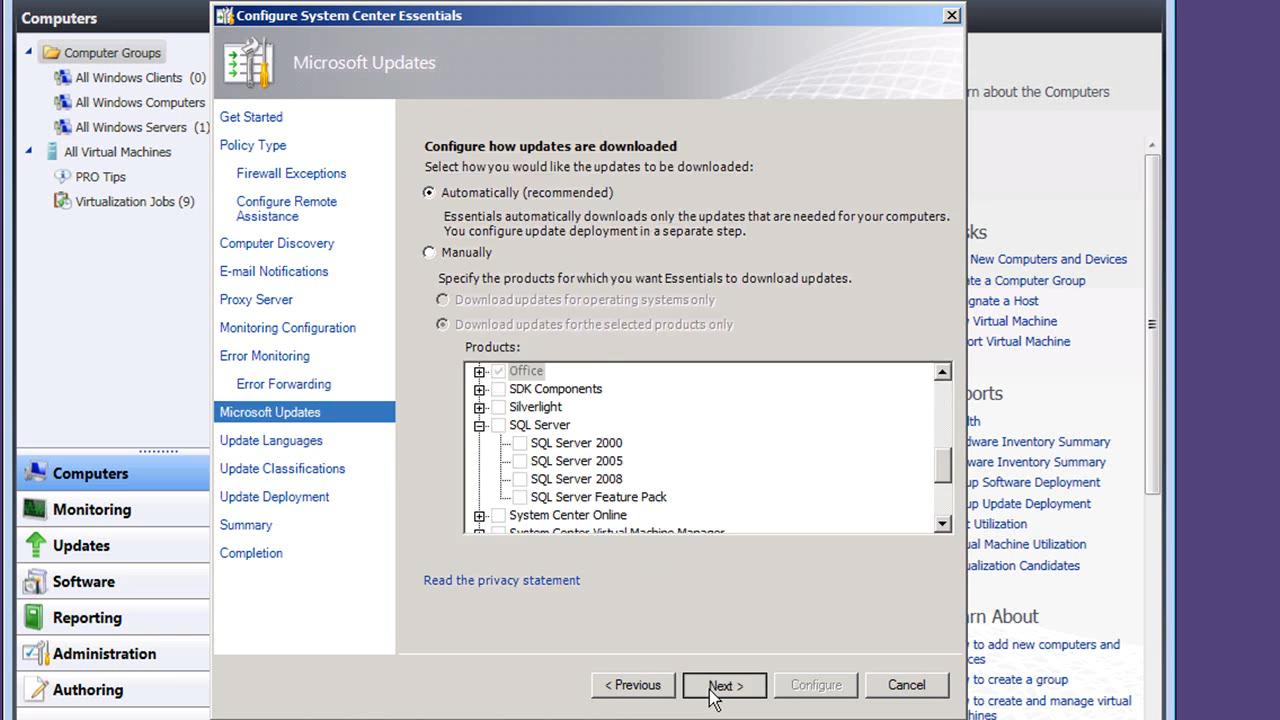 Computers
Computer Groups
All Windows Clients (0)
All Windows Computers
All Windows Servers (1)
All Virtual Machines
PRO Tips
Virtualization Jobs (9)
Computers
Monitoring
Updates
Software
Reporting
Administration
Authoring
Configure System Center Essentials
Microsoft Updates
Get Started
Policy Type
Firewall Exceptions
Configure Remote
Assistance
Computer Discovery
E-mail Notifications
Proxy Server
Monitoring Configuration
Error Monitoring
Error Forwarding
Microsoft Updates
Update Languages
Update Classifications
Update Deployment
Summary
Completion
Configure how updates are downloaded
Select how you would like the updates to be downloaded:
Automatically (recommended)
Essentials automatically downloads only the updates that are needed for your computers.
You configure update deployment in a separate step.
Manually
Specify the products for which you want Essentials to download updates.
Download updates for operating systems only
Download updates for the selected products only
Products:
Office
SDK Components
Silverlight
SQL Server
SQL Server 2000
SQL Server 2005
SQL Server 2008
SQL Server Feature Pack
System Center Online
System Center Virtual Machine Manager
Read the privacy statement
< Previous
Next >
Configure
Cancel
rn about the Computers
sks
New Computers and Devices
te a Computer Group
gnate a Host
Virtual Machine
ort Virtual Machine
orts
lth
dware Inventory Summary
ware Inventory Summary
up Software Deployment
up Update Deployment
Utilization
ual Machine Utilization
ualization Candidates
rn About
to add new computers and
ces
to create a group
to create and manage virtual
hines